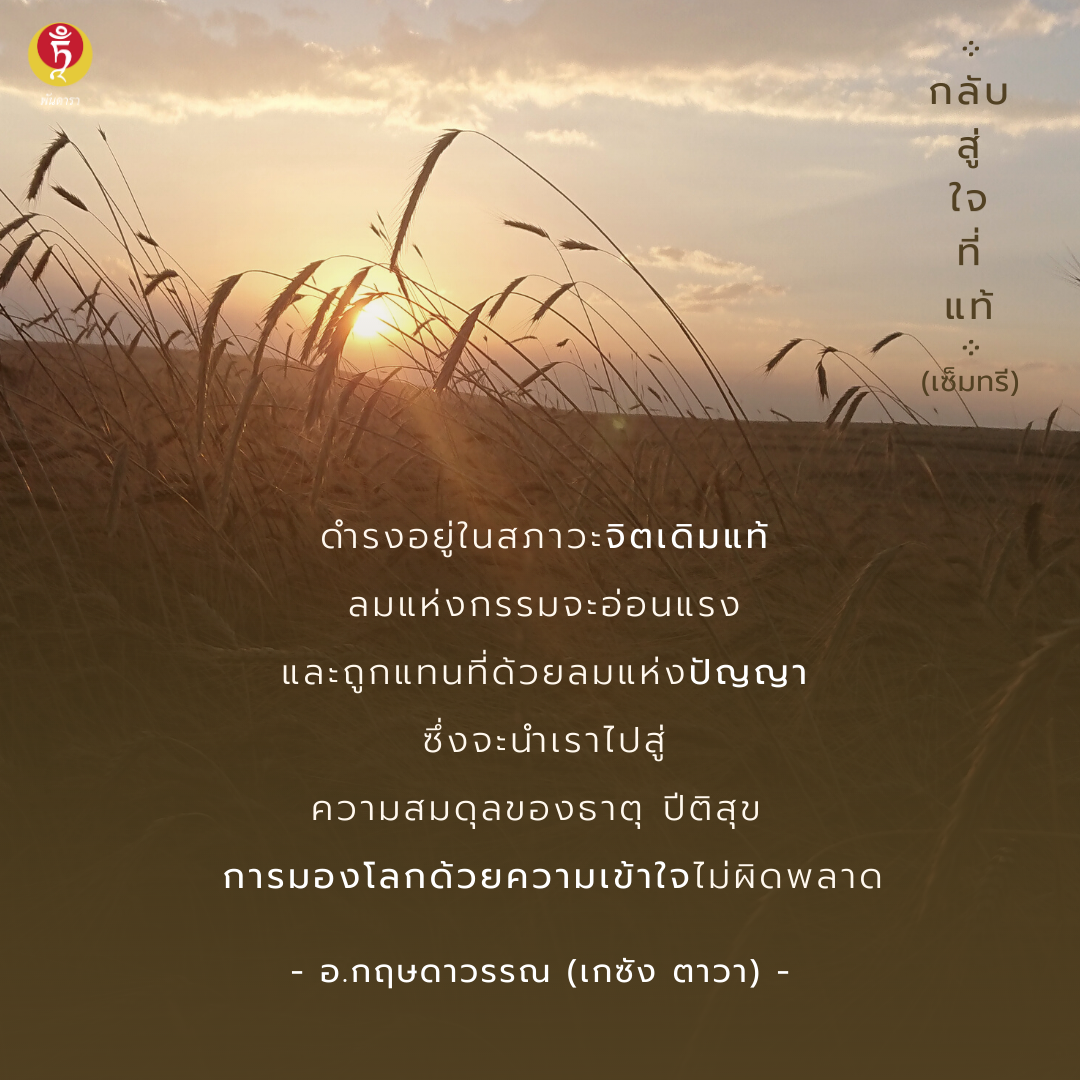 พันดารา
กลับ
สู่
ใจ
ที่
แท้
(เซ็มทรี)
ดำรงอยู่ในสภาวะจิตเดิมแท้
ลมแห่งกรรมจะอ่อนแรง
และถูกแทนที่ด้วยลมแห่งปัญญา
ซึ่งจะนำเราไปสู่
ความสมดุลของธาตุ ปีติสุข
การมองโลกด้วยความเข้าใจไม่ผิดพลาด
- อ.กฤษดาวรรณ (เกซัง ตาวา) -